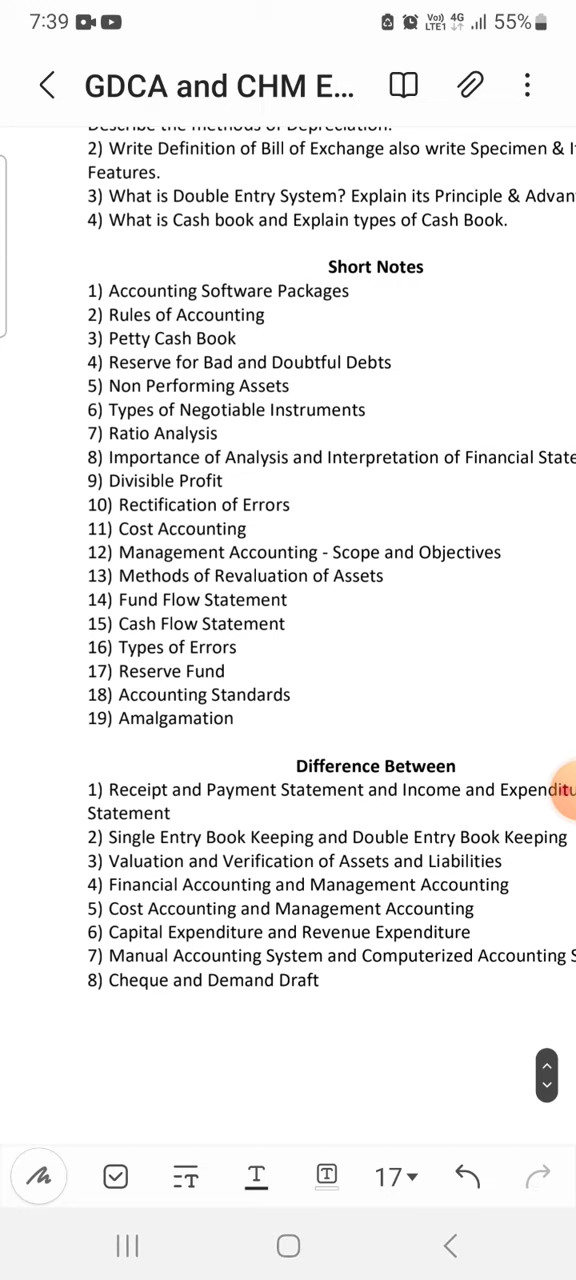 7:39
Vo)) 4G
LTE1
55%
GDCA and CHM E...
Describe the methods of Depreciation.
2) Write Definition of Bill of Exchange also write Specimen &
Features.
3) What is Double Entry System? Explain its Principle & Advan
4) What is Cash book and Explain types of Cash Book.
Short Notes
1) Accounting Software Packages
2) Rules of Accounting
3) Petty Cash Book
4) Reserve for Bad and Doubtful Debts
5) Non Performing Assets
6) Types of Negotiable Instruments
7) Ratio Analysis
8) Importance of Analysis and Interpretation of Financial State
9) Divisible Profit
10) Rectification of Errors
11) Cost Accounting
12) Management Accounting - Scope and Objectives
13) Methods of Revaluation of Assets
14) Fund Flow Statement
15) Cash Flow Statement
16) Types of Errors
17) Reserve Fund
18) Accounting Standards
19) Amalgamation
Difference Between
1) Receipt and Payment Statement and Income and Expenditu
Statement
2) Single Entry Book Keeping and Double Entry Book Keeping
3) Valuation and Verification of Assets and Liabilities
4) Financial Accounting and Management Accounting
5) Cost Accounting and Management Accounting
6) Capital Expenditure and Revenue Expenditure
7) Manual Accounting System and Computerized Accounting S
8) Cheque and Demand Draft
17